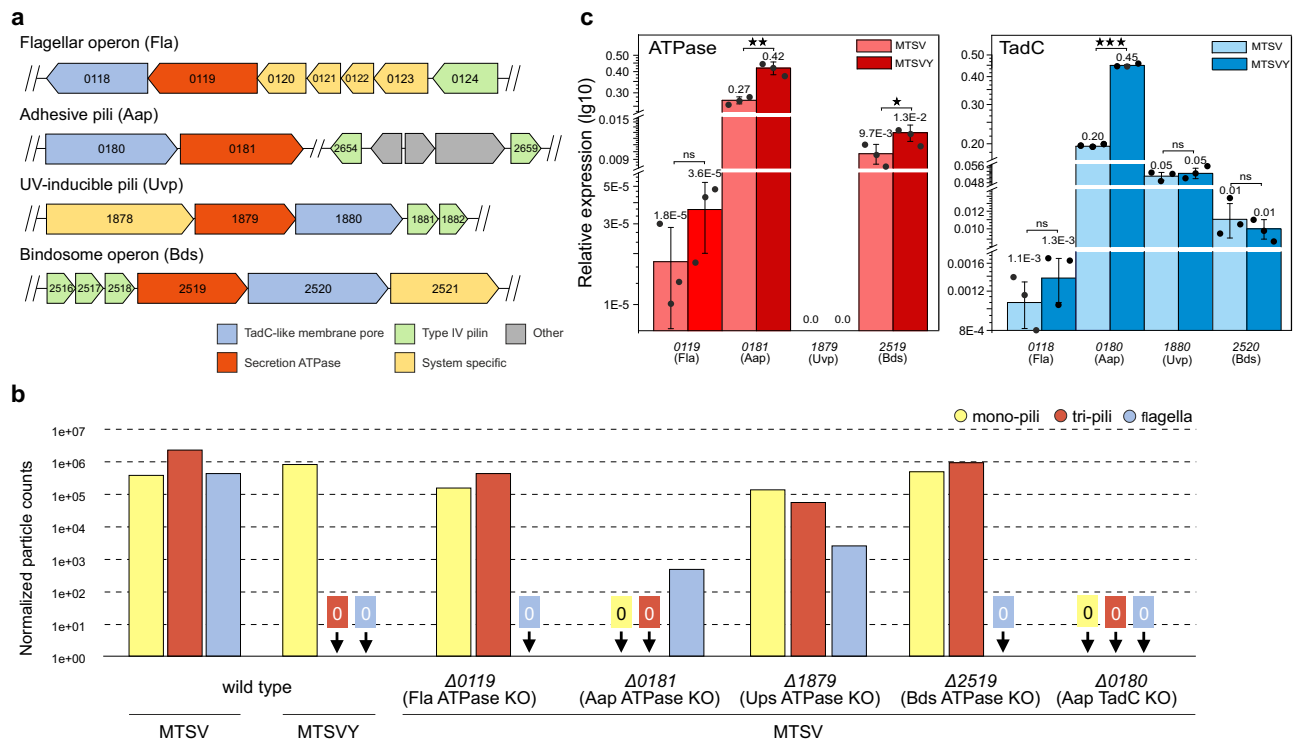 a
Flagellar operon (Fla)
0118 0119 0120 0121 0122 0123 0124
Adhesive pili (Aap)
0180 0181 2654 2659
UV-inducible pili (Uvp)
1878 1879 1880 1881 1882
Bindosome operon (Bds)
2516 2517 2518 2519 2520 2521
TadC-like membrane pore Type IV pilin Other
Secretion ATPase System specific
c
Relative expression (lg10)
ATPase
MTSV
MTSVY
0.50
0.40
0.30
0.015
0.009
5E-5
3E-5
1E-5
ns
1.8E-5 3.6E-5
★★
0.27 0.42
0.0 0.0
★
9.7E-3 1.3E-2
0119 0181 1879 2519
(Fla) (Aap) (Uvp) (Bds)
TadC
MTSV
MTSVY
0.50
0.30
0.20
0.056
0.048
0.012
0.010
0.0016
0.0012
8E-4
ns
1.1E-3 1.3E-3
★★★
0.20 0.45
ns
0.05 0.05
ns
0.01 0.01
0118 0180 1880 2520
(Fla) (Aap) (Uvp) (Bds)
b
mono-pili tri-pili flagella
Normalized particle counts
1e+07
1e+06
1e+05
1e+04
1e+03
1e+02
1e+01
1e+00
0 0 0 0 0 0 0 0 0
wild type
Δ0119 Δ0181 Δ1879 Δ2519 Δ0180
(Fla ATPase KO) (Aap ATPase KO) (Ups ATPase KO) (Bds ATPase KO) (Aap TadC KO)
MTSV MTSVY MTSV